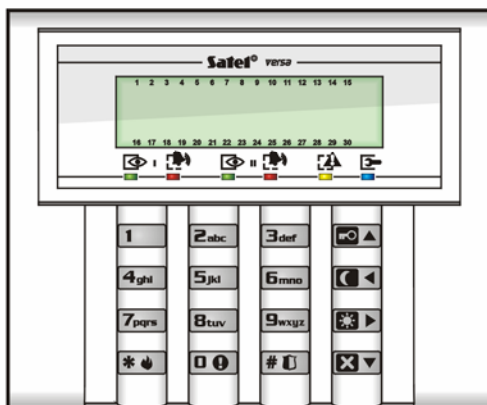 Satel® versa
1 2 3 4 5 6 7 8 9 10 11 12 13 14 15
16 17 18 19 20 21 22 23 24 25 26 27 28 29 30
I II
1 2abc 3def
4ghi 5jkl 6mno
7pqrs 8tuv 9wxyz
* 0 #